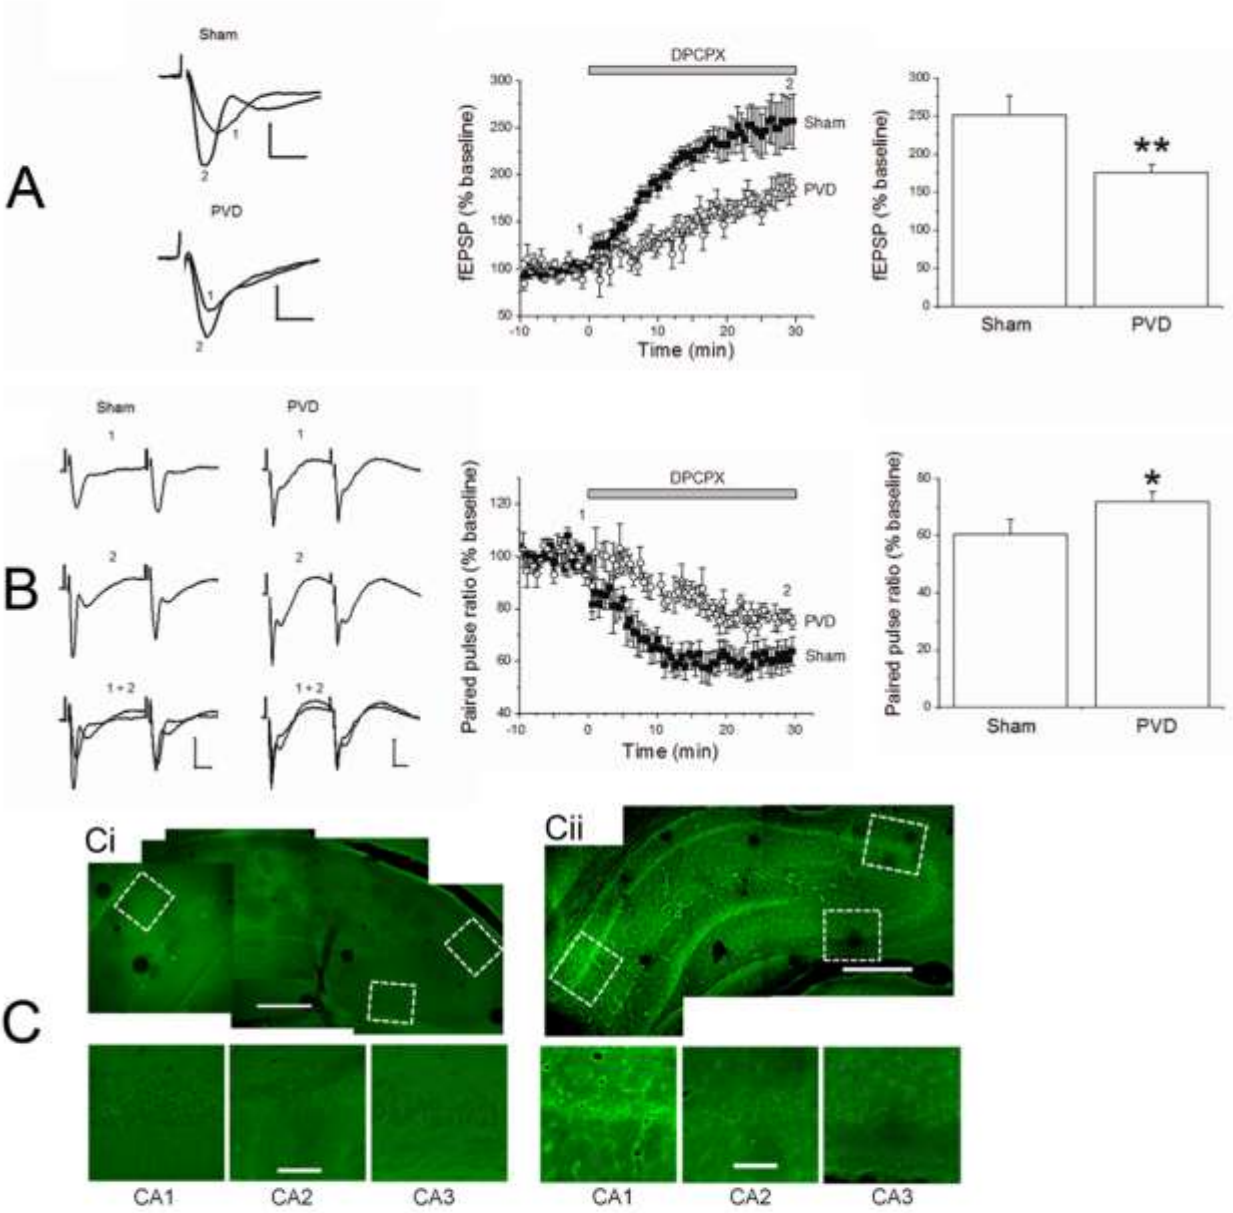 A
Sham
1
2
PVD
1
2
DPCPX
300
250
200
150
100
50
-10
0
10
20
30
fEPSP (% baseline)
Time (min)
1
2
Sham
PVD
300
250
200
150
100
50
0
fEPSP (% baseline)
**
Sham
PVD
B
Sham
PVD
1
1
2
2
1 + 2
1 + 2
DPCPX
120
100
80
60
40
-10
0
10
20
30
Paired pulse ratio (% baseline)
Time (min)
1
2
PVD
Sham
80
60
40
20
0
Paired pulse ratio (% baseline)
*
Sham
PVD
C
Ci
Cii
CA1
CA2
CA3
CA1
CA2
CA3